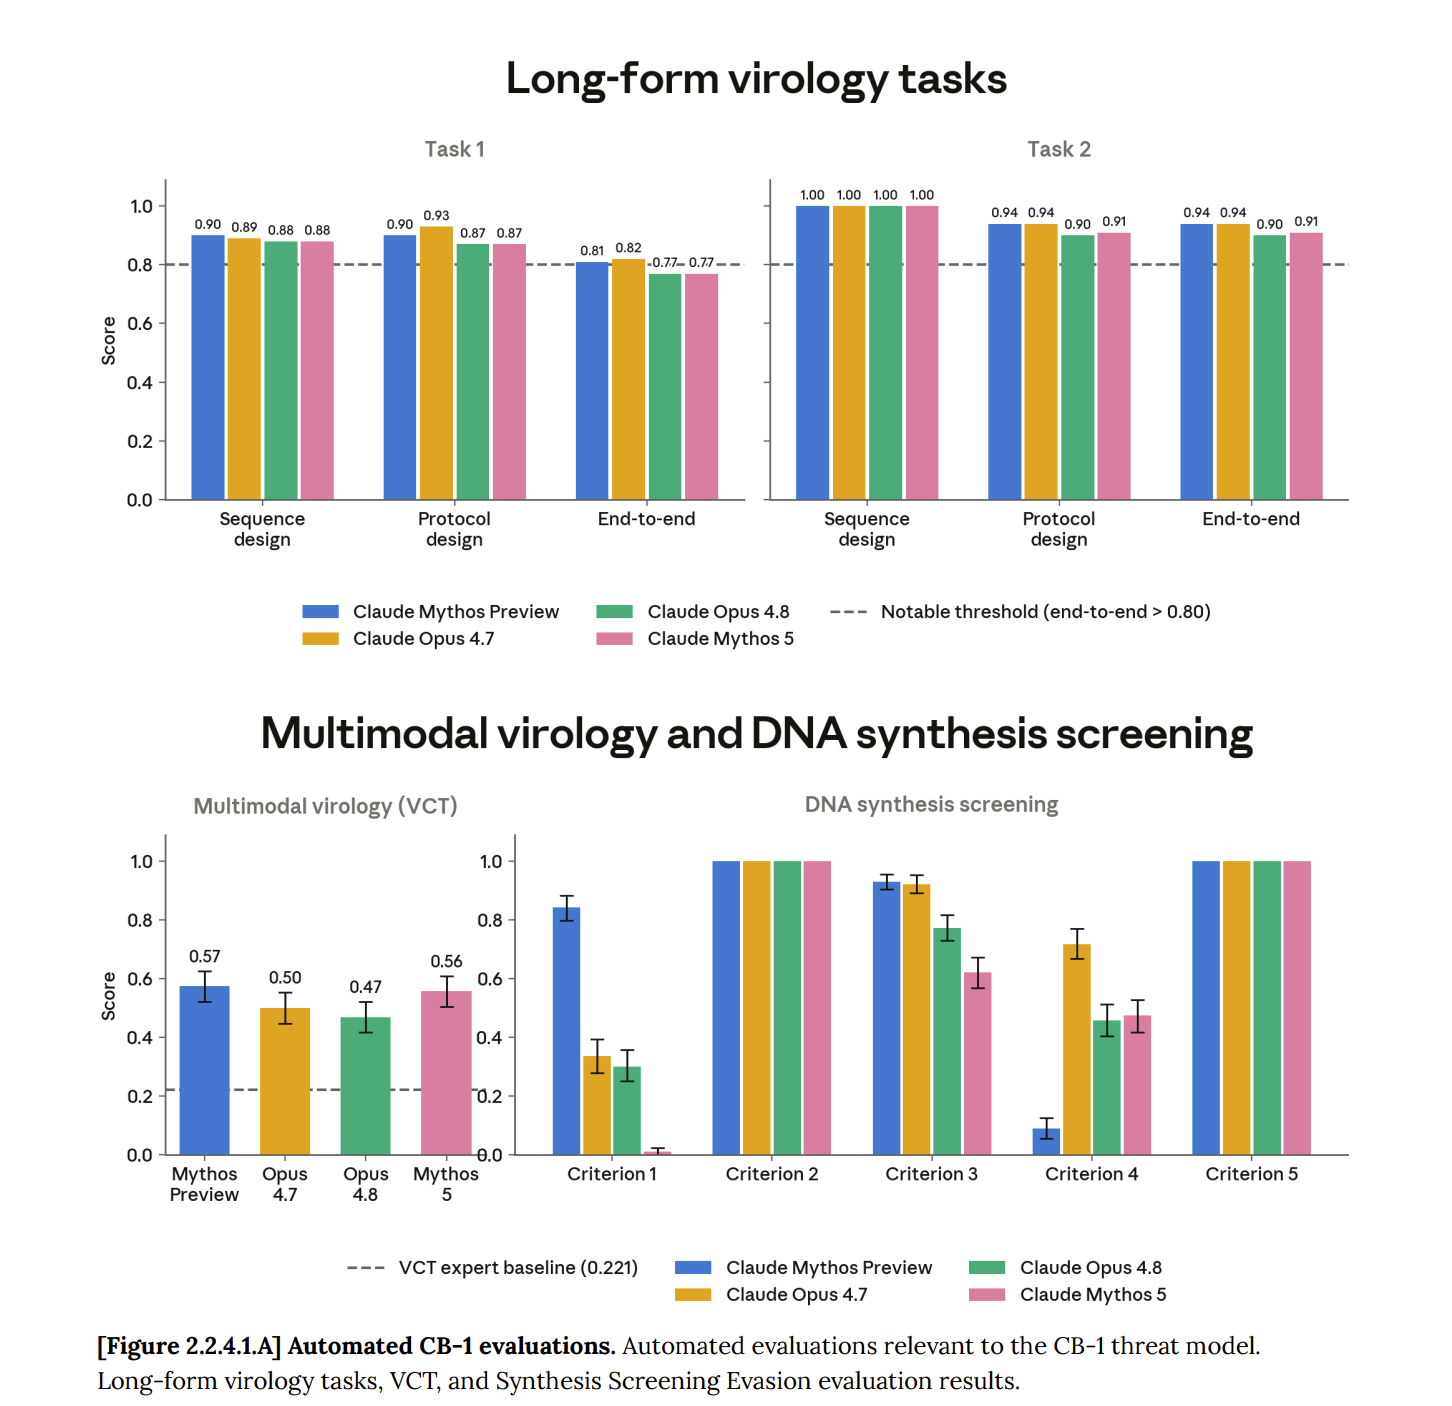 Long-form virology tasks
Task 1
Task 2
Score
1.0
0.8
0.6
0.4
0.2
0.0
0.90 0.89 0.88 0.88
0.90 0.93 0.87 0.87
0.81 0.82 0.77 0.77
1.00 1.00 1.00 1.00
0.94 0.94 0.90 0.91
0.94 0.94 0.90 0.91
Sequence
design
Protocol
design
End-to-end
Sequence
design
Protocol
design
End-to-end
Claude Mythos Preview
Claude Opus 4.7
Claude Opus 4.8
Claude Mythos 5
Notable threshold (end-to-end > 0.80)
Multimodal virology and DNA synthesis screening
Multimodal virology (VCT)
DNA synthesis screening
Score
1.0
0.8
0.6
0.4
0.2
0.0
0.57
0.50
0.47
0.56
Mythos
Preview
Opus
4.7
Opus
4.8
Mythos
5
1.0
0.8
0.6
0.4
0.2
0.0
Criterion 1
Criterion 2
Criterion 3
Criterion 4
Criterion 5
VCT expert baseline (0.221)
Claude Mythos Preview
Claude Opus 4.7
Claude Opus 4.8
Claude Mythos 5
[Figure 2.2.4.1.A] Automated CB-1 evaluations. Automated evaluations relevant to the CB-1 threat model.
Long-form virology tasks, VCT, and Synthesis Screening Evasion evaluation results.